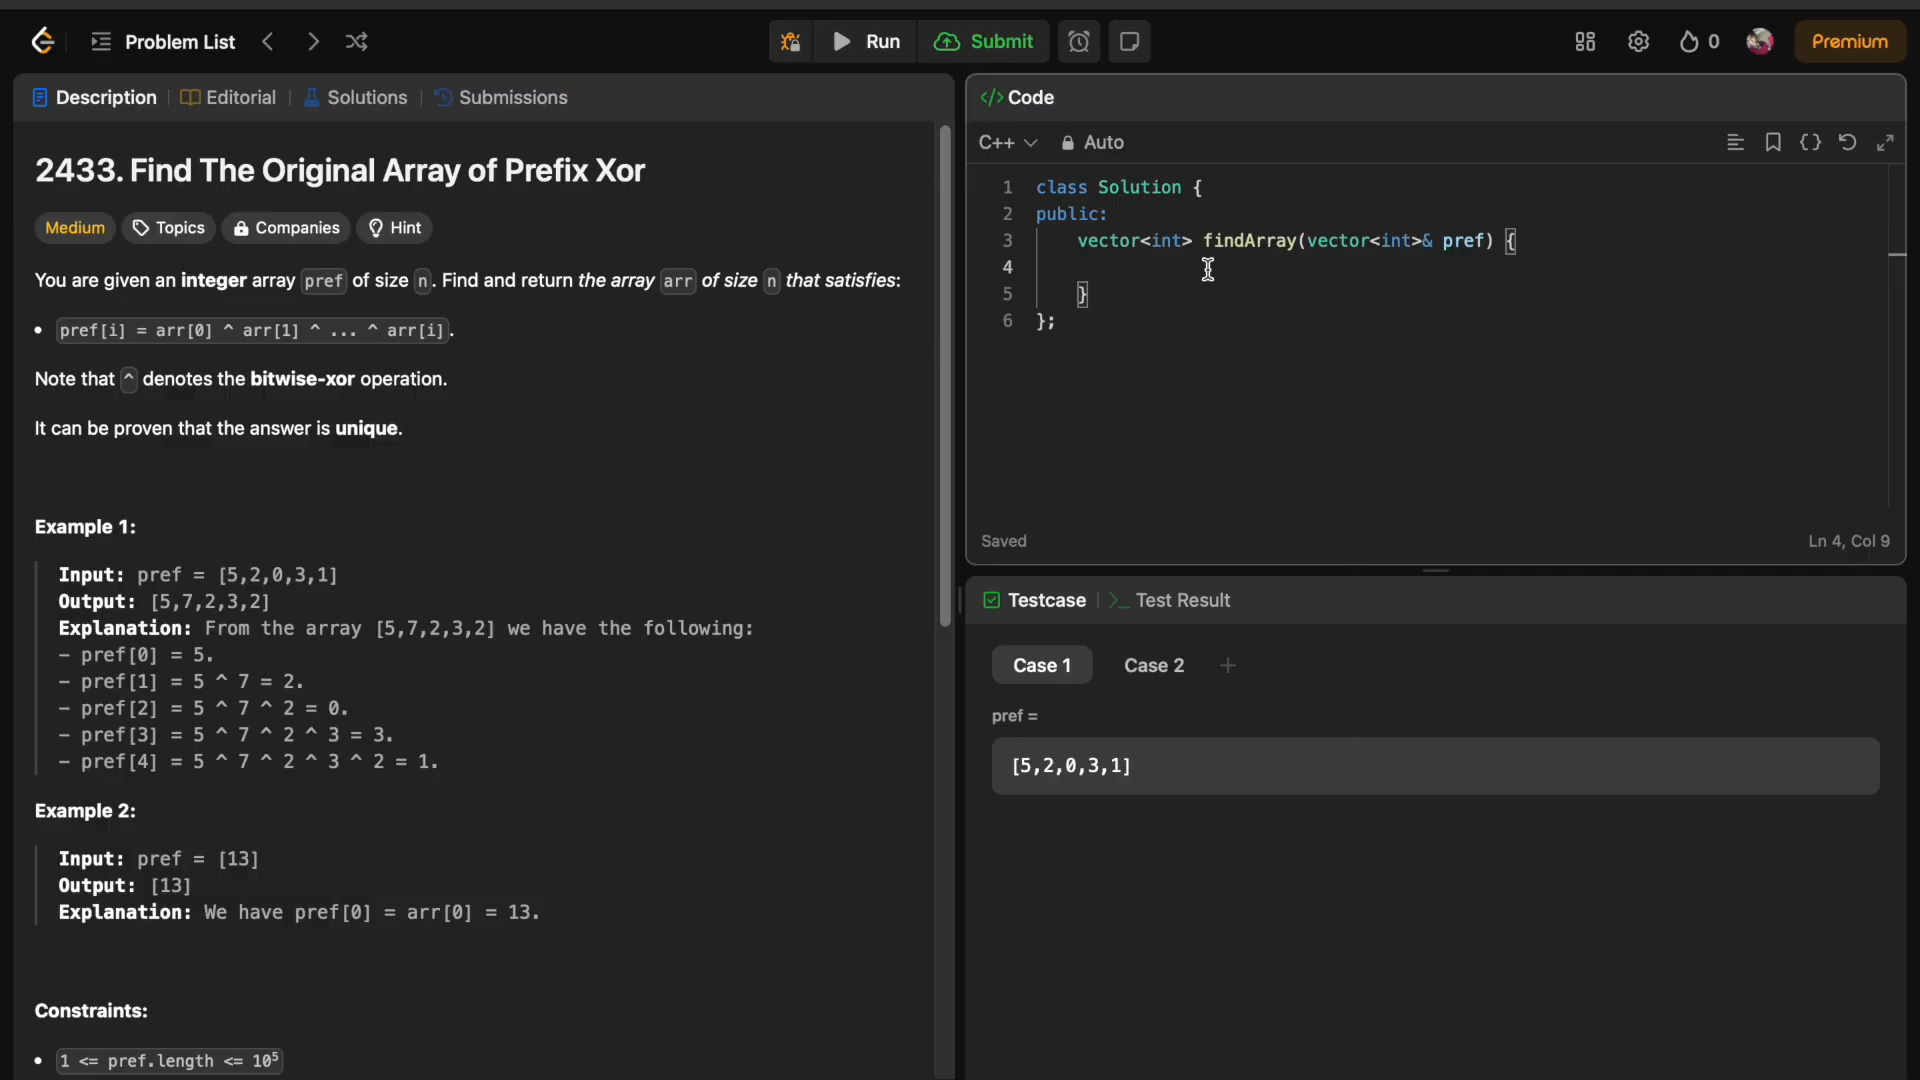 Problem List
Run
Submit
0
Premium
Description
Editorial
Solutions
Submissions
2433. Find The Original Array of Prefix Xor
Medium
Topics
Companies
Hint
You are given an integer array pref of size n. Find and return the array arr of size n that satisfies:
• pref[i] = arr[0] ^ arr[1] ^ ... ^ arr[i].
Note that ^ denotes the bitwise-xor operation.
It can be proven that the answer is unique.
Example 1:
Input: pref = [5,2,0,3,1]
Output: [5,7,2,3,2]
Explanation: From the array [5,7,2,3,2] we have the following:
- pref[0] = 5.
- pref[1] = 5 ^ 7 = 2.
- pref[2] = 5 ^ 7 ^ 2 = 0.
- pref[3] = 5 ^ 7 ^ 2 ^ 3 = 3.
- pref[4] = 5 ^ 7 ^ 2 ^ 3 ^ 2 = 1.
Example 2:
Input: pref = [13]
Output: [13]
Explanation: We have pref[0] = arr[0] = 13.
Constraints:
• 1 <= pref.length <= 10⁵
</> Code
C++
Auto
1 class Solution {
2 public:
3 vector<int> findArray(vector<int>& pref) {
4
5 }
6 };
Saved
Ln 4, Col 9
Testcase
Test Result
Case 1
Case 2
+
pref =
[5,2,0,3,1]